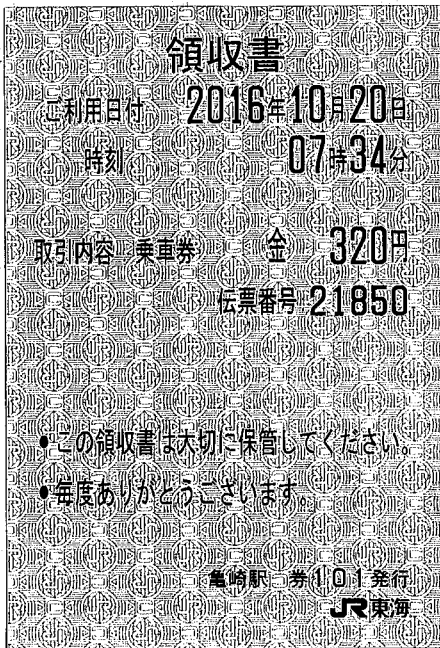 領収書
ご利用日付 2016年10月20日
時刻 07時34分
取引内容 乗車券 金 320円
伝票番号 21850
●この領収書は大切に保管してください。
●毎度ありがとうございます。
亀崎駅 券101発行
JR東海